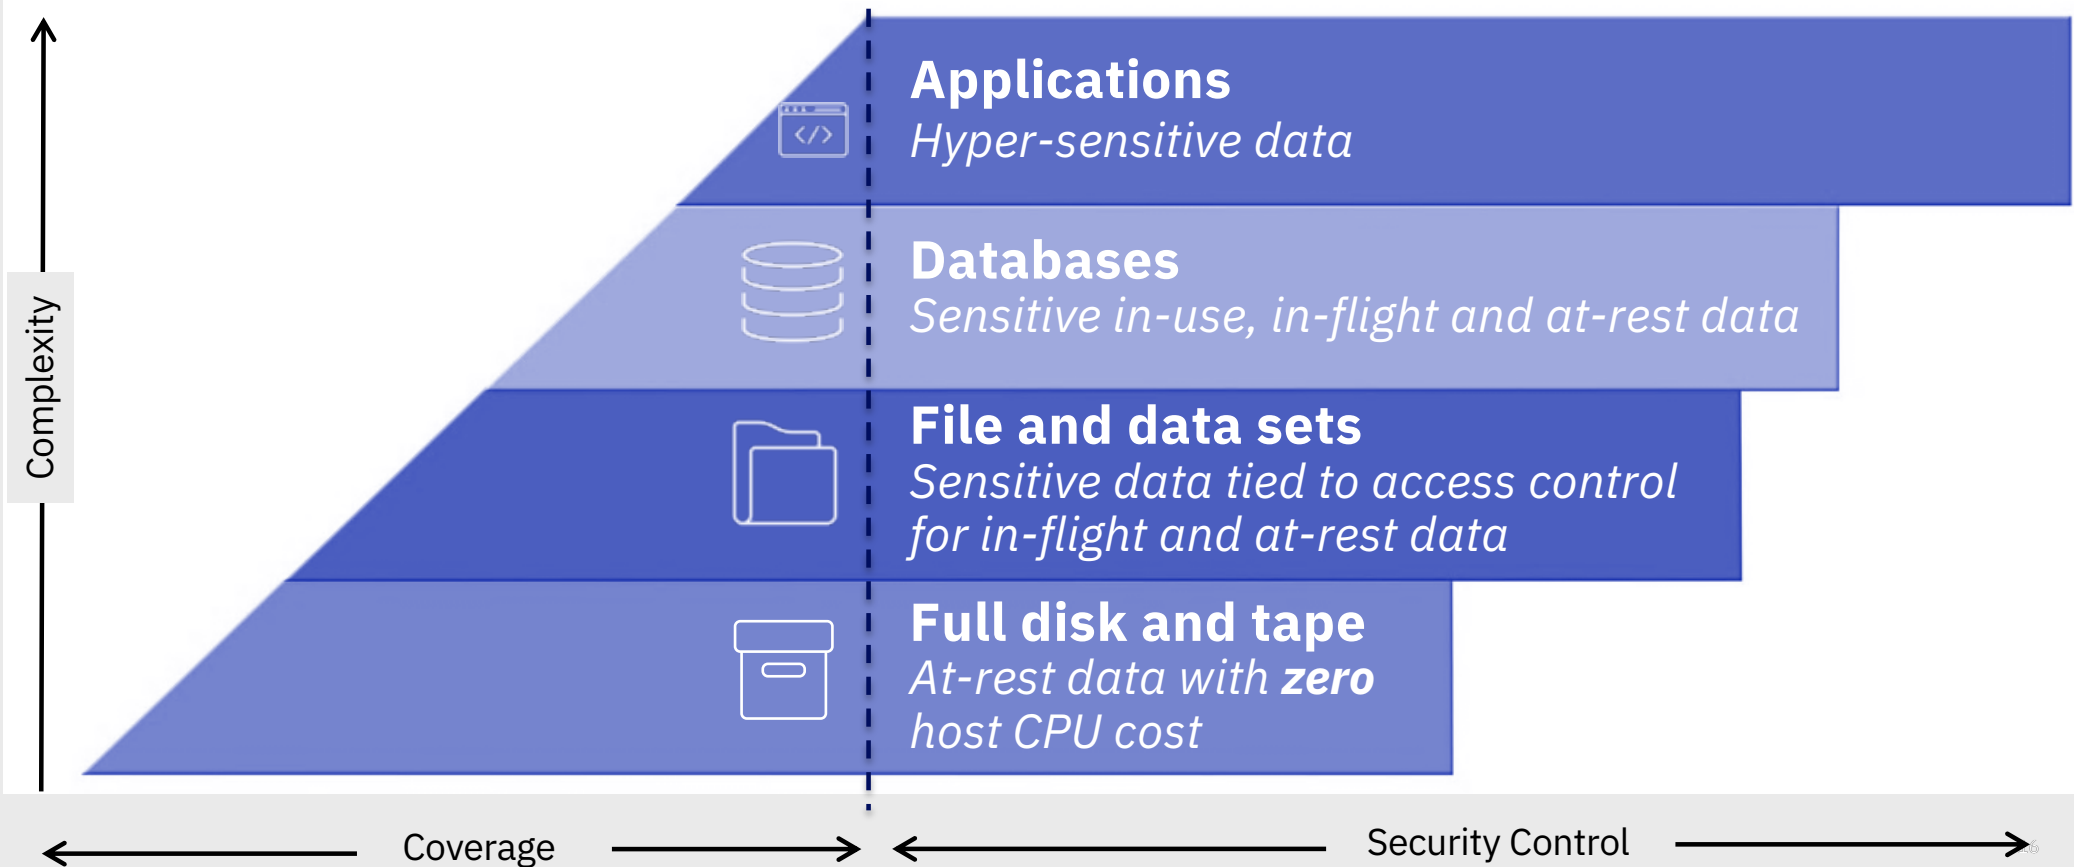 Applications
Hyper-sensitive data
Databases
Sensitive in-use, in-flight and at-rest data
File and data sets
Sensitive data tied to access control
for in-flight and at-rest data
Full disk and tape
At-rest data with zero
host CPU cost
Complexity
Coverage
Security Control